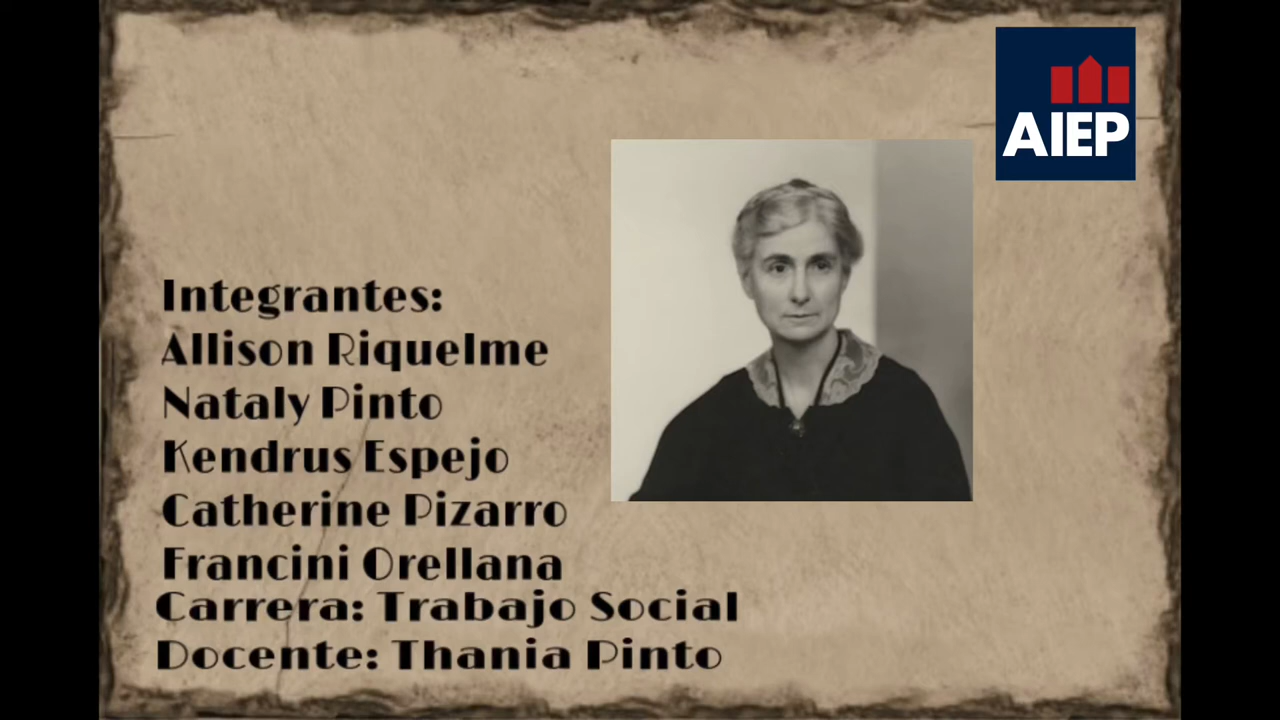 AIEP
Integrantes:
Allison Riquelme
Nataly Pinto
Kendrus Espejo
Catherine Pizarro
Francini Orellana
Carrera: Trabajo Social
Docente: Thania Pinto